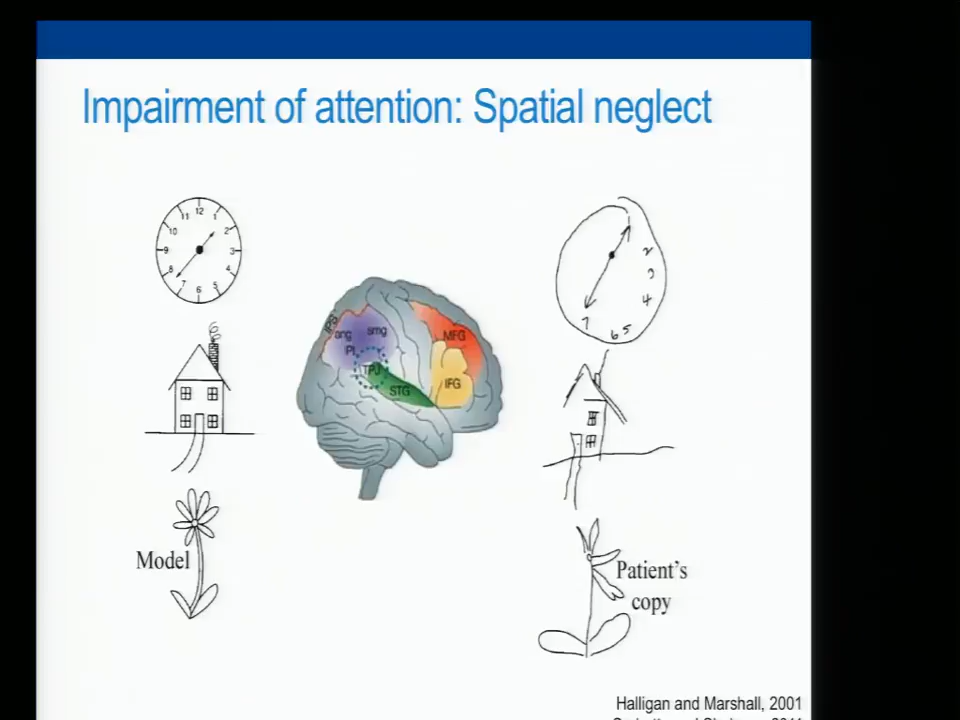 Impairment of attention: Spatial neglect
12
11
1
10
2
9
3
8
4
7
5
6
2
3
4
7
6
5
IPS
ang
smg
IPL
TPJ
STG
MFG
IFG
Model
Patient's
copy
Halligan and Marshall, 2001